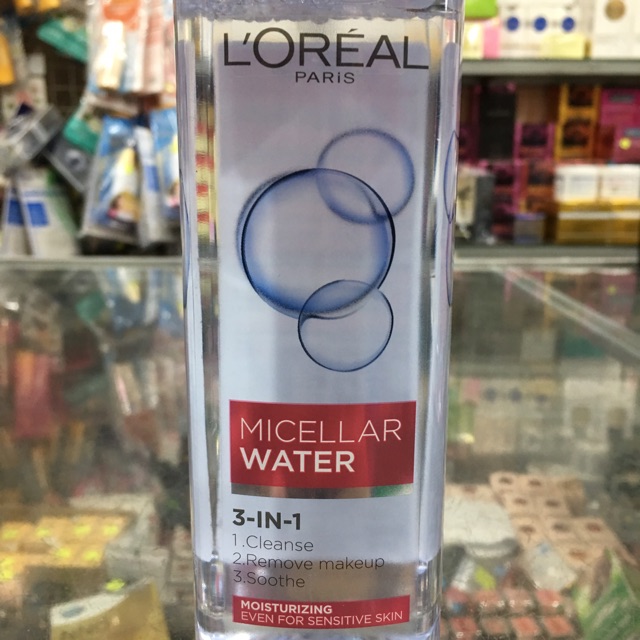 L'ORÉAL
PARIS
MICELLAR
WATER
3-IN-1
1.Cleanse
2.Remove makeup
3.Soothe
MOISTURIZING
EVEN FOR SENSITIVE SKIN